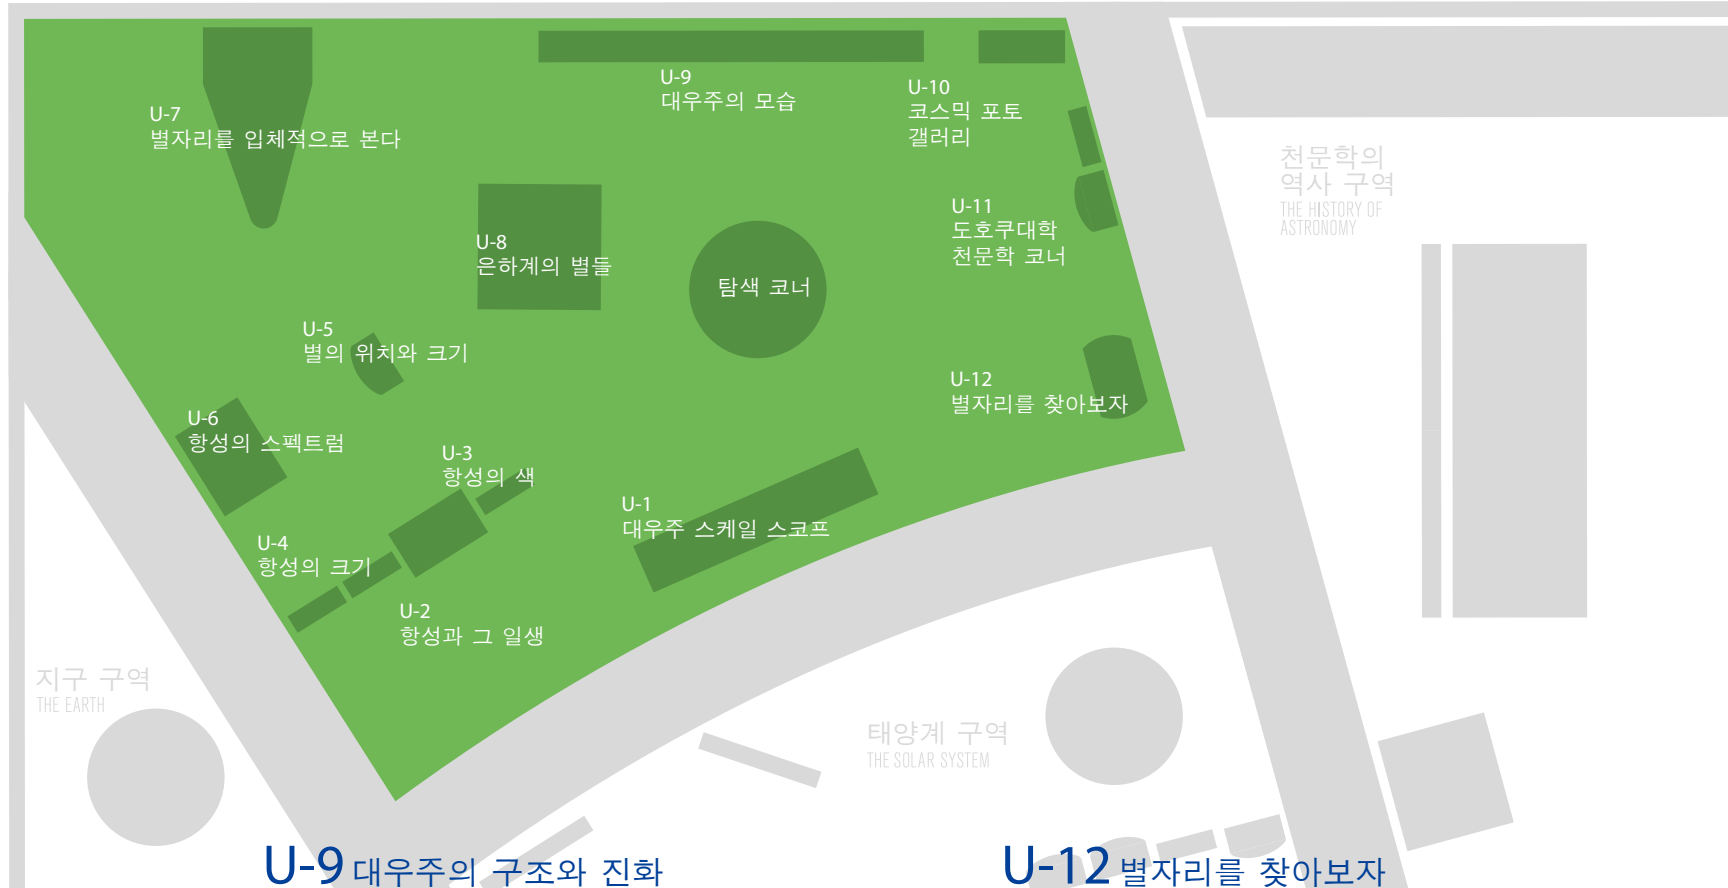 U-7
별자리를 입체적으로 본다
U-9
대우주의 모습
U-10
코스믹 포토
갤러리
천문학의
역사 구역
THE HISTORY OF
ASTRONOMY
U-11
도호쿠대학
천문학 코너
U-8
은하계의 별들
탐색 코너
U-5
별의 위치와 크기
U-12
별자리를 찾아보자
U-6
항성의 스펙트럼
U-3
항성의 색
U-1
대우주 스케일 스코프
U-4
항성의 크기
U-2
항성과 그 일생
지구 구역
THE EARTH
태양계 구역
THE SOLAR SYSTEM
U-9 대우주의 구조와 진화
U-12 별자리를 찾아보자